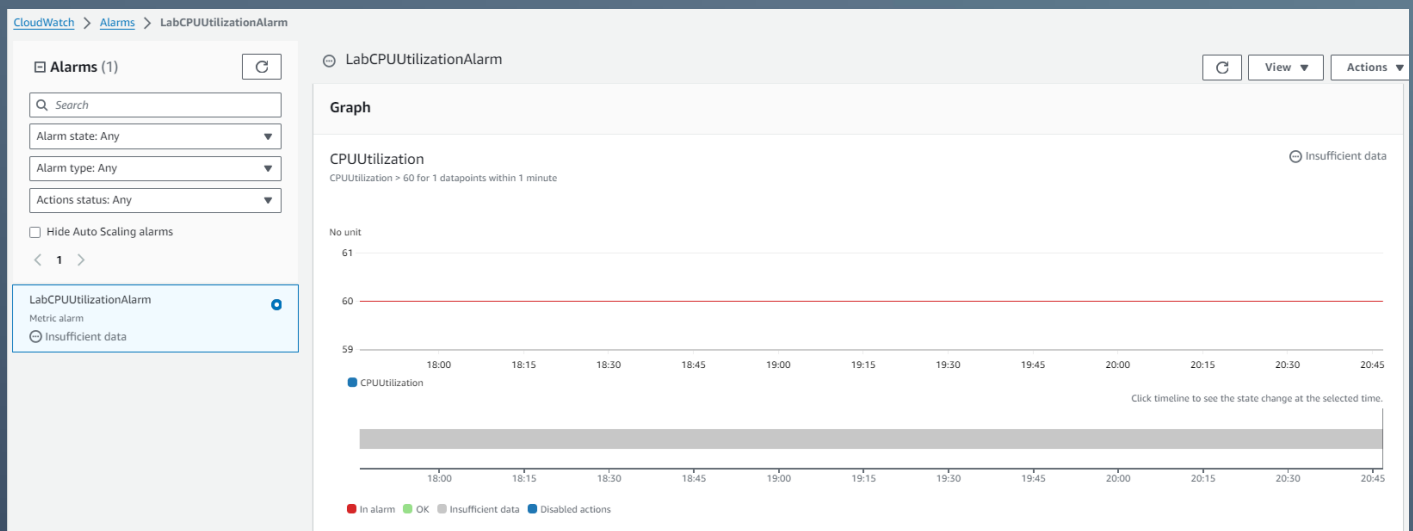 CloudWatch > Alarms > LabCPUUtilizationAlarm
Alarms (1)
Search
Alarm state: Any
Alarm type: Any
Actions status: Any
Hide Auto Scaling alarms
< 1 >
LabCPUUtilizationAlarm
Metric alarm
Insufficient data
LabCPUUtilizationAlarm
View
Actions
Graph
CPUUtilization
Insufficient data
CPUUtilization > 60 for 1 datapoints within 1 minute
No unit
61
60
59
18:00 18:15 18:30 18:45 19:00 19:15 19:30 19:45 20:00 20:15 20:30 20:45
CPUUtilization
Click timeline to see the state change at the selected time.
18:00 18:15 18:30 18:45 19:00 19:15 19:30 19:45 20:00 20:15 20:30 20:45
In alarm OK Insufficient data Disabled actions